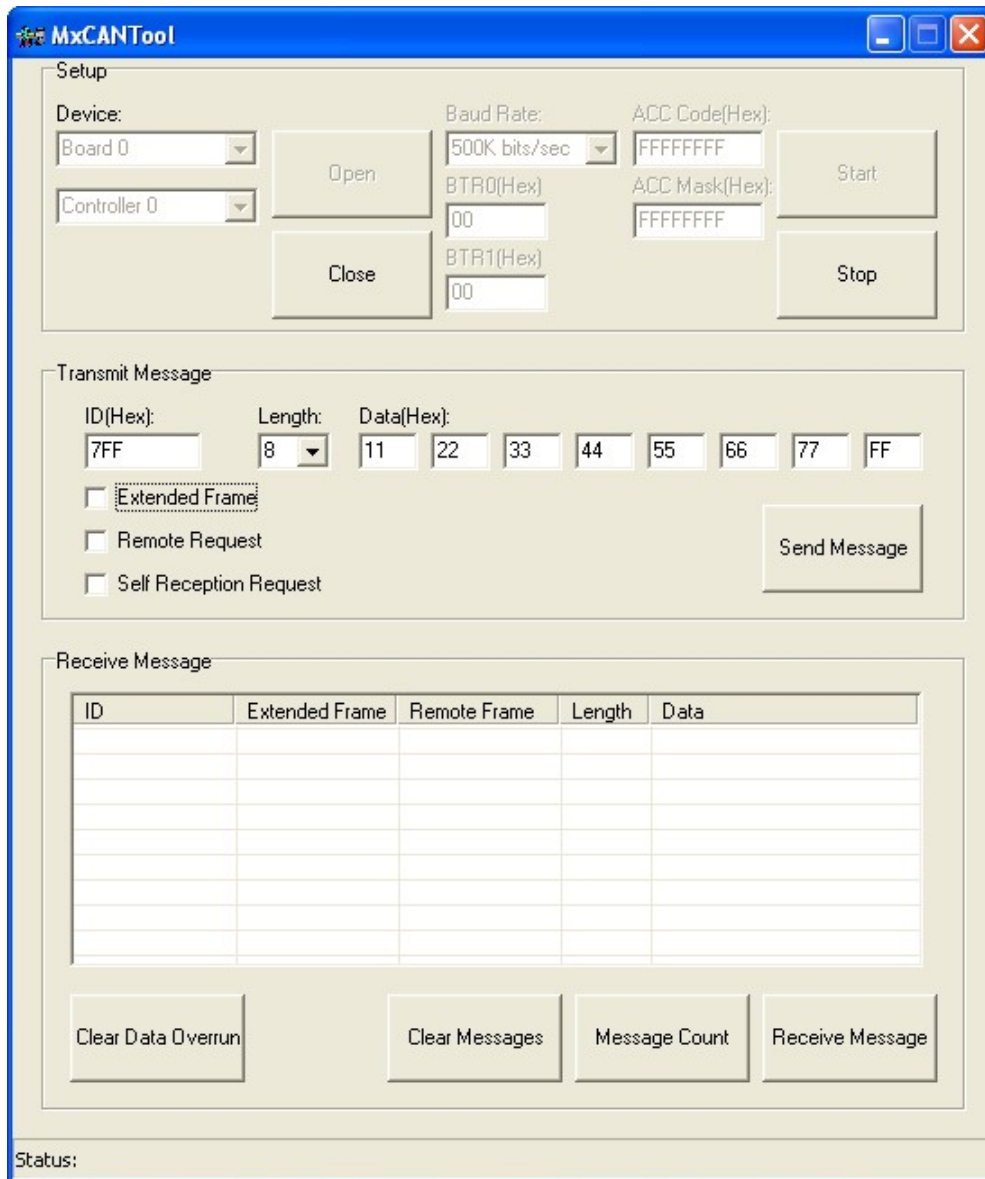 MxCANTool
Setup
Device:
Board 0
Controller 0
Open
Close
Baud Rate:
500K bits/sec
BTR0(Hex)
00
BTR1(Hex)
00
ACC Code(Hex):
FFFFFFFF
ACC Mask(Hex):
FFFFFFFF
Start
Stop
Transmit Message
ID(Hex): Length: Data(Hex):
7FF 8 11 22 33 44 55 66 77 FF
Extended Frame
Remote Request
Self Reception Request
Send Message
Receive Message
ID Extended Frame Remote Frame Length Data
Clear Data Overrun Clear Messages Message Count Receive Message
Status: